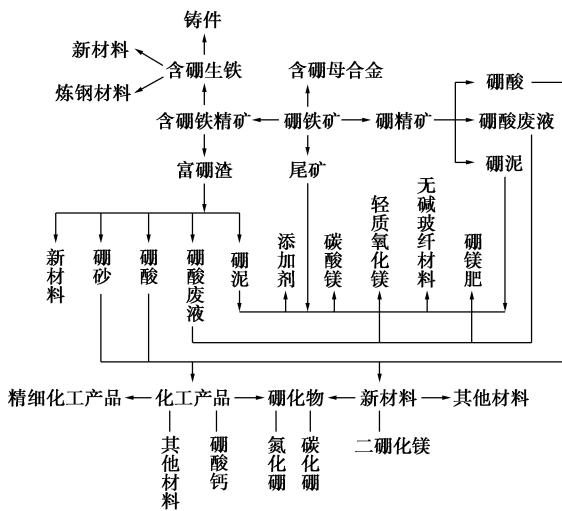 铸件
新材料
含硼生铁
含硼母合金
炼钢材料
硼酸
含硼铁精矿
硼铁矿
硼精矿
硼酸废液
富硼渣
尾矿
硼泥
新材料
硼砂
硼酸
硼酸废液
硼泥
添加剂
碳酸镁
轻质氧化镁
无碱玻纤材料
硼镁肥
精细化工产品
化工产品
硼化物
新材料
其他材料
其他材料
硼酸钙
氮化硼
碳化硼
二硼化镁